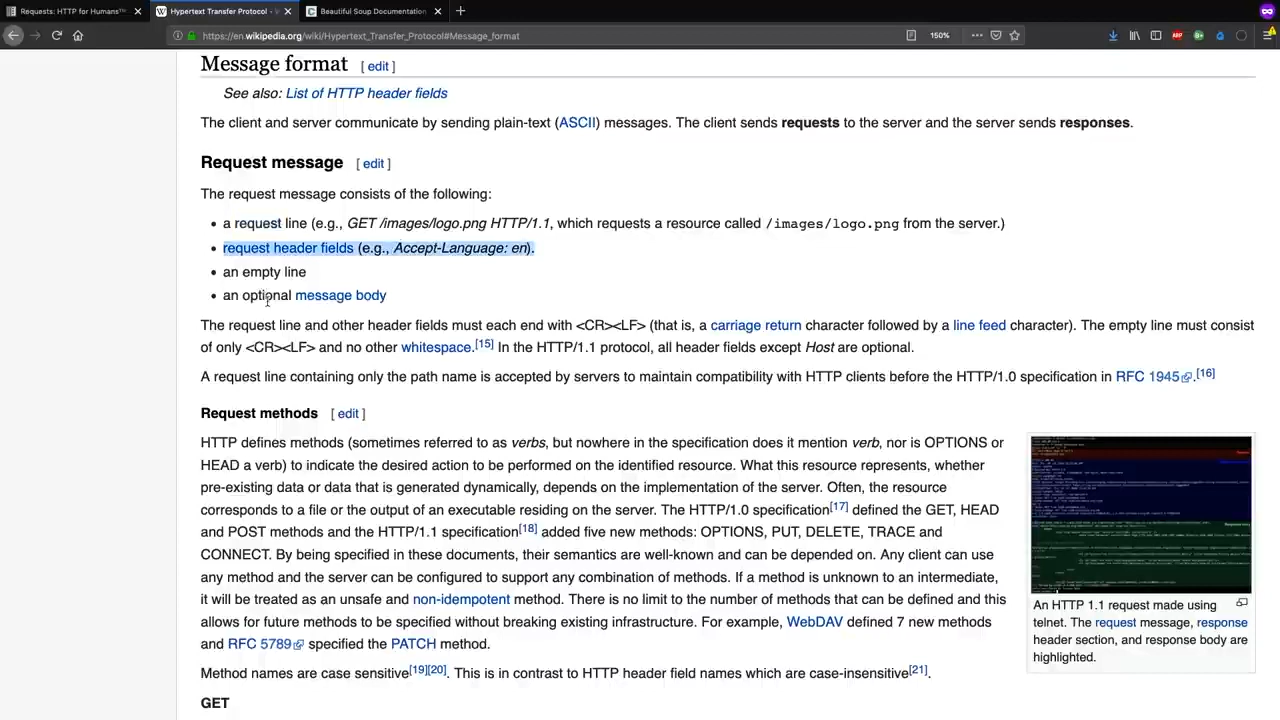 Requests: HTTP for Humans™
Hypertext Transfer Protocol -
Beautiful Soup Documentation
https://en.wikipedia.org/wiki/Hypertext_Transfer_Protocol#Message_format
150%
Message format [ edit ]
See also: List of HTTP header fields
The client and server communicate by sending plain-text (ASCII) messages. The client sends requests to the server and the server sends responses.
Request message [ edit ]
The request message consists of the following:
• a request line (e.g., GET /images/logo.png HTTP/1.1, which requests a resource called /images/logo.png from the server.)
• request header fields (e.g., Accept-Language: en).
• an empty line
• an optional message body
The request line and other header fields must each end with <CR><LF> (that is, a carriage return character followed by a line feed character). The empty line must consist
of only <CR><LF> and no other whitespace.[15] In the HTTP/1.1 protocol, all header fields except Host are optional.
A request line containing only the path name is accepted by servers to maintain compatibility with HTTP clients before the HTTP/1.0 specification in RFC 1945.[16]
Request methods [ edit ]
HTTP defines methods (sometimes referred to as verbs, but nowhere in the specification does it mention verb, nor is OPTIONS or
HEAD a verb) to indicate the desired action to be performed on the identified resource. What this resource represents, whether
pre-existing data or data that is generated dynamically, depends on the implementation of the server. Often, the resource
corresponds to a file or the output of an executable residing on the server. The HTTP/1.0 specification[17] defined the GET, HEAD
and POST methods and the HTTP/1.1 specification[18] added five new methods: OPTIONS, PUT, DELETE, TRACE and
CONNECT. By being specified in these documents, their semantics are well-known and can be depended on. Any client can use
any method and the server can be configured to support any combination of methods. If a method is unknown to an intermediate,
it will be treated as an unsafe and non-idempotent method. There is no limit to the number of methods that can be defined and this
allows for future methods to be specified without breaking existing infrastructure. For example, WebDAV defined 7 new methods
and RFC 5789 specified the PATCH method.
Method names are case sensitive[19][20]. This is in contrast to HTTP header field names which are case-insensitive[21].
GET
An HTTP 1.1 request made using
telnet. The request message, response
header section, and response body are
highlighted.